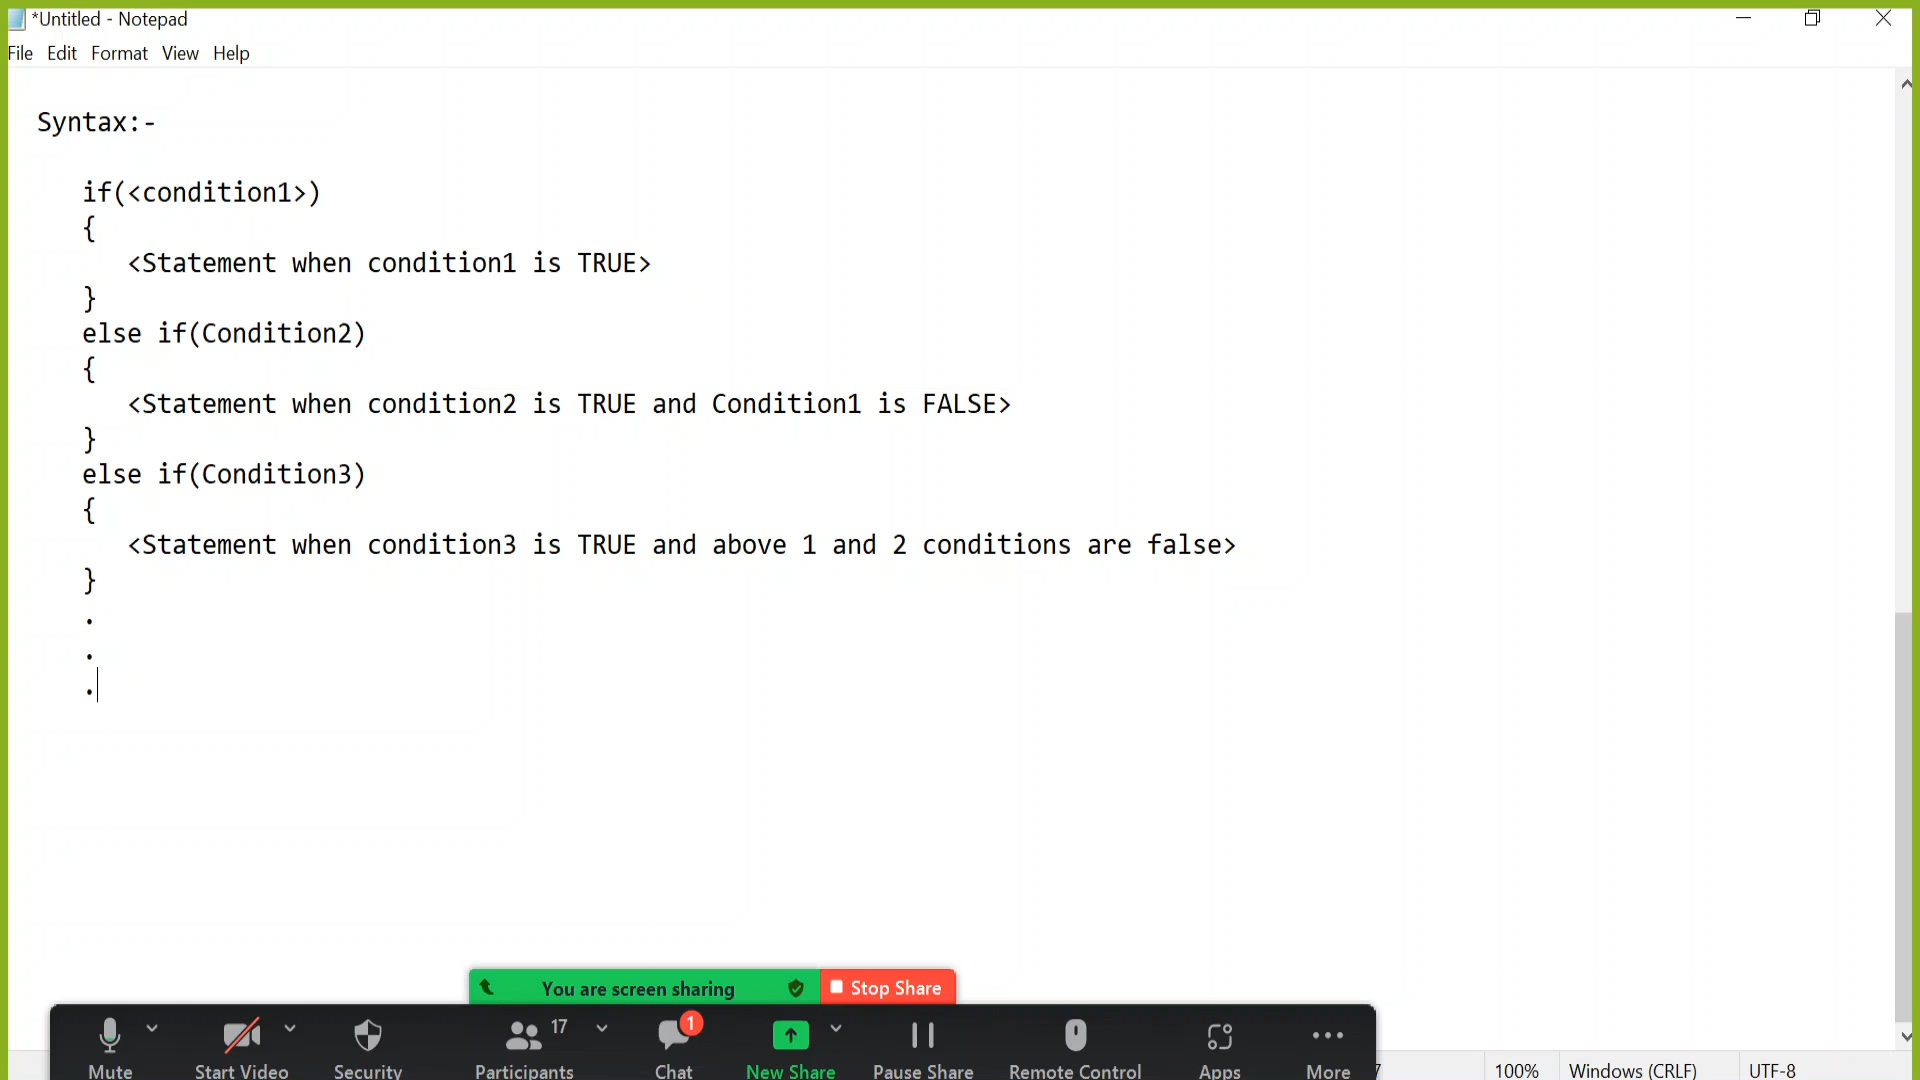 *Untitled - Notepad
File Edit Format View Help
Syntax:-
if(<condition1>)
{
<Statement when condition1 is TRUE>
}
else if(Condition2)
{
<Statement when condition2 is TRUE and Condition1 is FALSE>
}
else if(Condition3)
{
<Statement when condition3 is TRUE and above 1 and 2 conditions are false>
}
.
.
.
You are screen sharing Stop Share
17 1
Mute Start Video Security Participants Chat New Share Pause Share Remote Control Apps More
100% Windows (CRLF) UTF-8